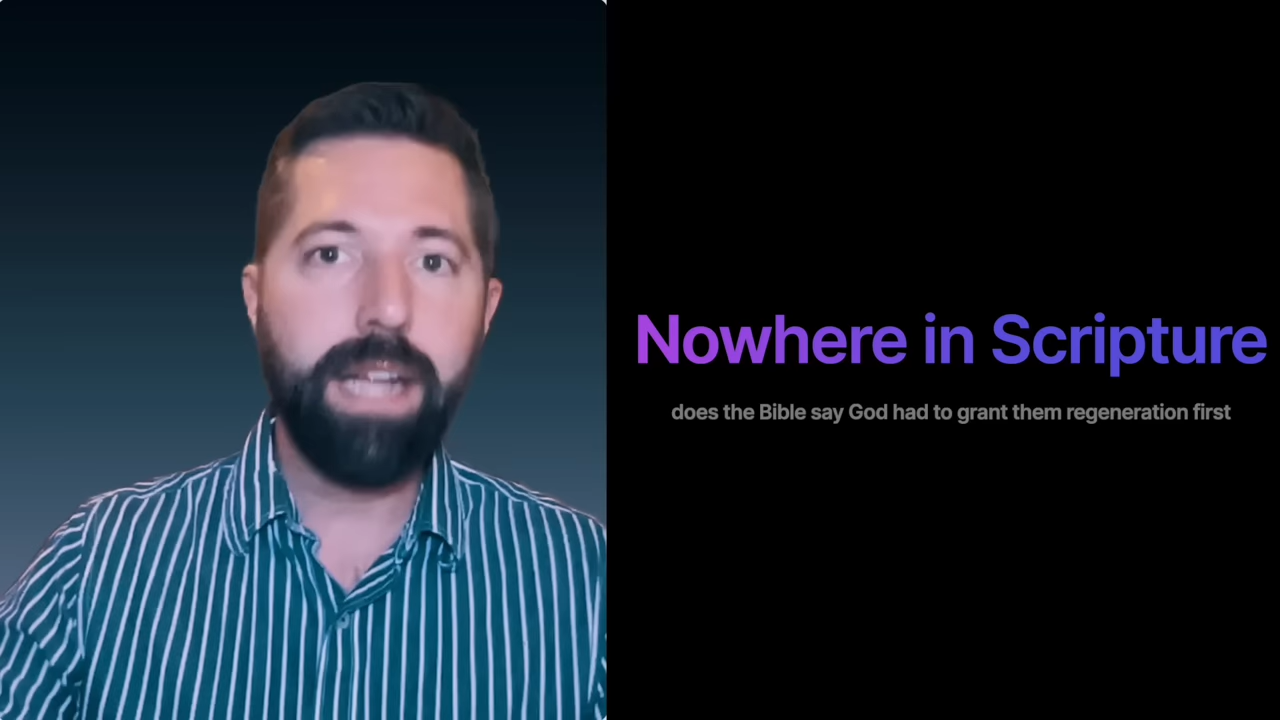 Nowhere in Scripture
does the Bible say God had to grant them regeneration first